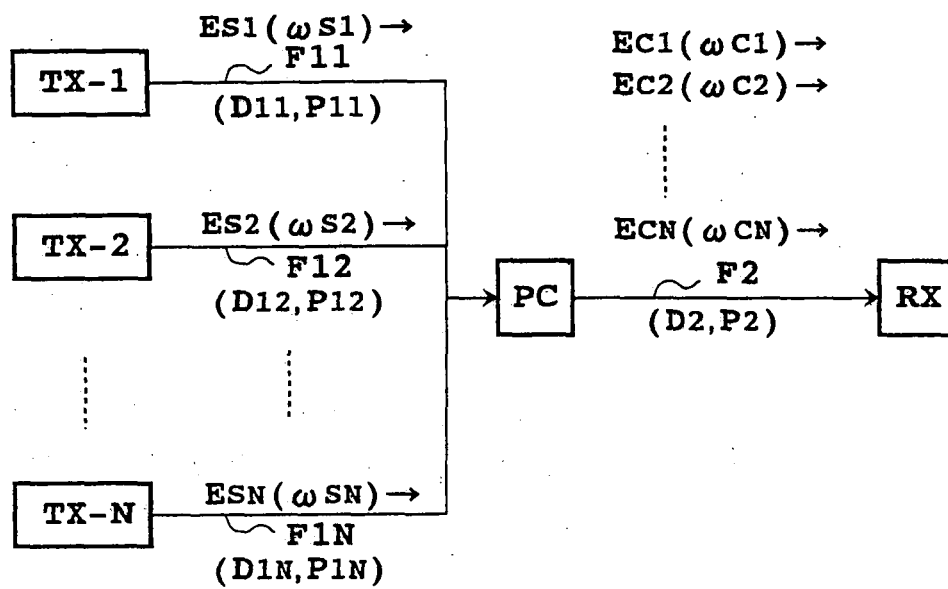 ES1(ωS1)→
TX-1
F11
(D11,P11)
EC1(ωC1)→
EC2(ωC2)→
ES2(ωS2)→
TX-2
F12
(D12,P12)
ECN(ωCN)→
PC
F2
(D2,P2)
RX
ESN(ωSN)→
TX-N
F1N
(D1N,P1N)